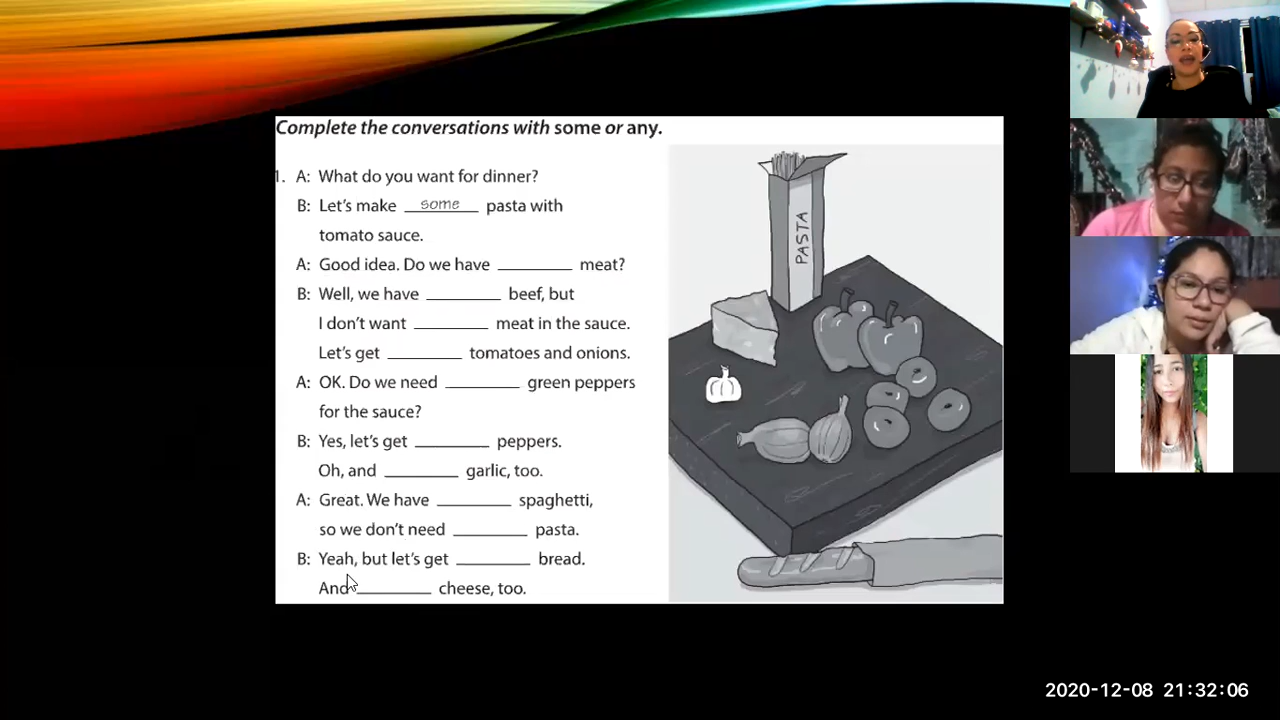 Complete the conversations with some or any.
1. A: What do you want for dinner?
B: Let's make some pasta with
tomato sauce.
A: Good idea. Do we have ________ meat?
B: Well, we have ________ beef, but
I don't want ________ meat in the sauce.
Let's get ________ tomatoes and onions.
A: OK. Do we need ________ green peppers
for the sauce?
B: Yes, let's get ________ peppers.
Oh, and ________ garlic, too.
A: Great. We have ________ spaghetti,
so we don't need ________ pasta.
B: Yeah, but let's get ________ bread.
And ________ cheese, too.
PASTA
2020-12-08 21:32:06